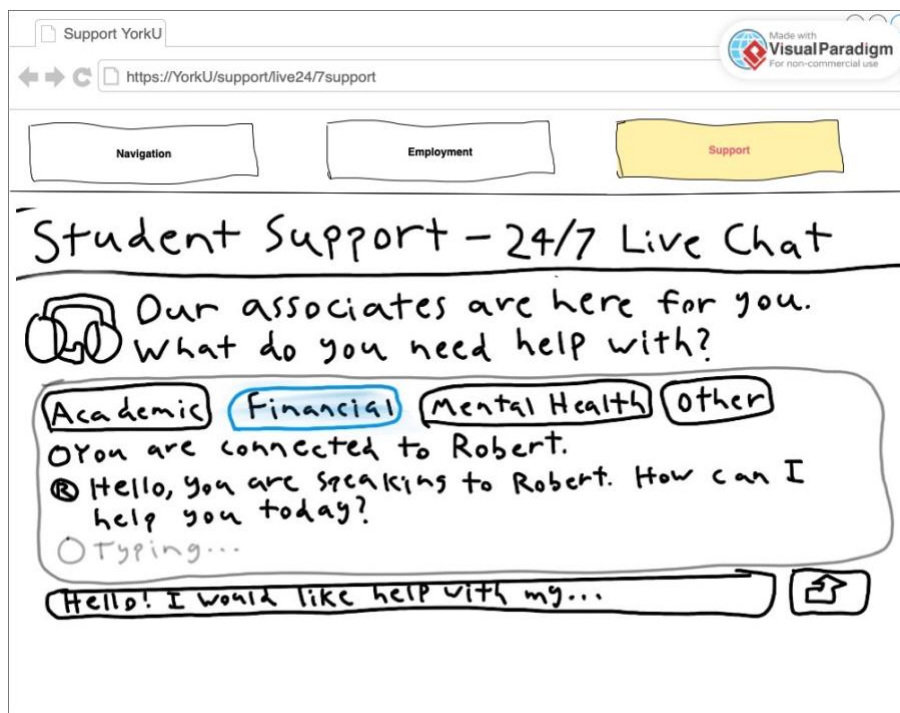 Support YorkU
Made with
VisualParadigm
For non-commercial use
https://YorkU/support/live24/7support
Navigation
Employment
Support
Student Support - 24/7 Live Chat
Our associates are here for you.
What do you need help with?
Academic Financial Mental Health Other
You are connected to Robert.
R Hello, you are speaking to Robert. How can I
help you today?
Typing...
Hello! I would like help with my...